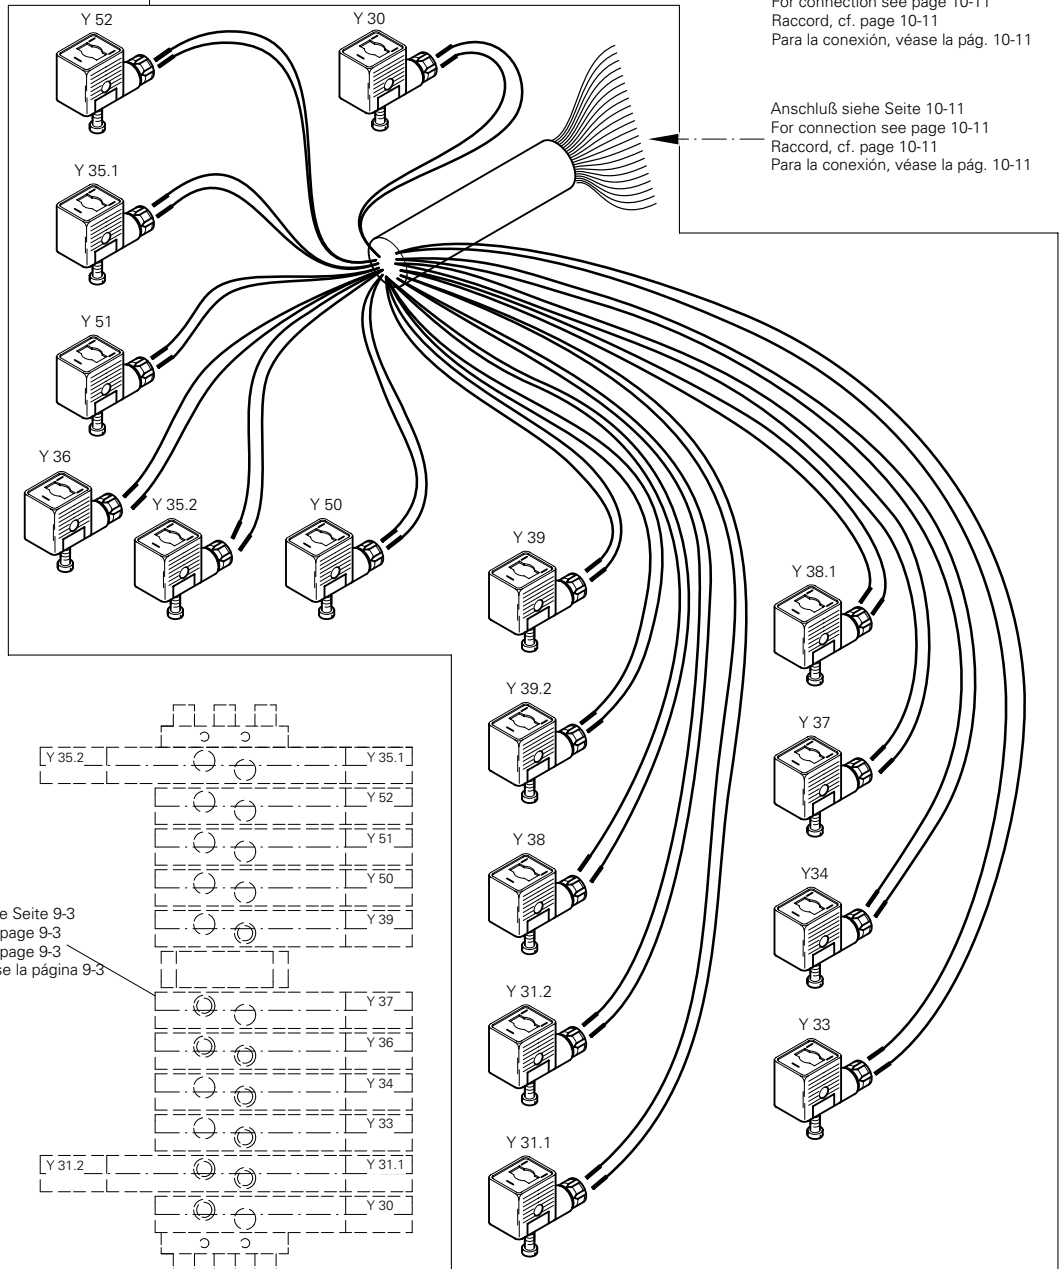 For connection see page 10-11
Raccord, cf. page 10-11
Para la conexión, véase la pág. 10-11
Y 52
Y 30
Anschluß siehe Seite 10-11
For connection see page 10-11
Raccord, cf. page 10-11
Para la conexión, véase la pág. 10-11
Y 35.1
Y 51
Y 36
Y 35.2
Y 50
Y 39
Y 38.1
Y 39.2
Y 37
Y 38
Y34
Y 31.2
Y 33
Y 31.1
Y 35.2
Y 35.1
Y 52
Y 51
Y 50
Y 39
Seite 9-3
page 9-3
page 9-3
la página 9-3
Y 37
Y 36
Y 34
Y 33
Y 31.2
Y 31.1
Y 30